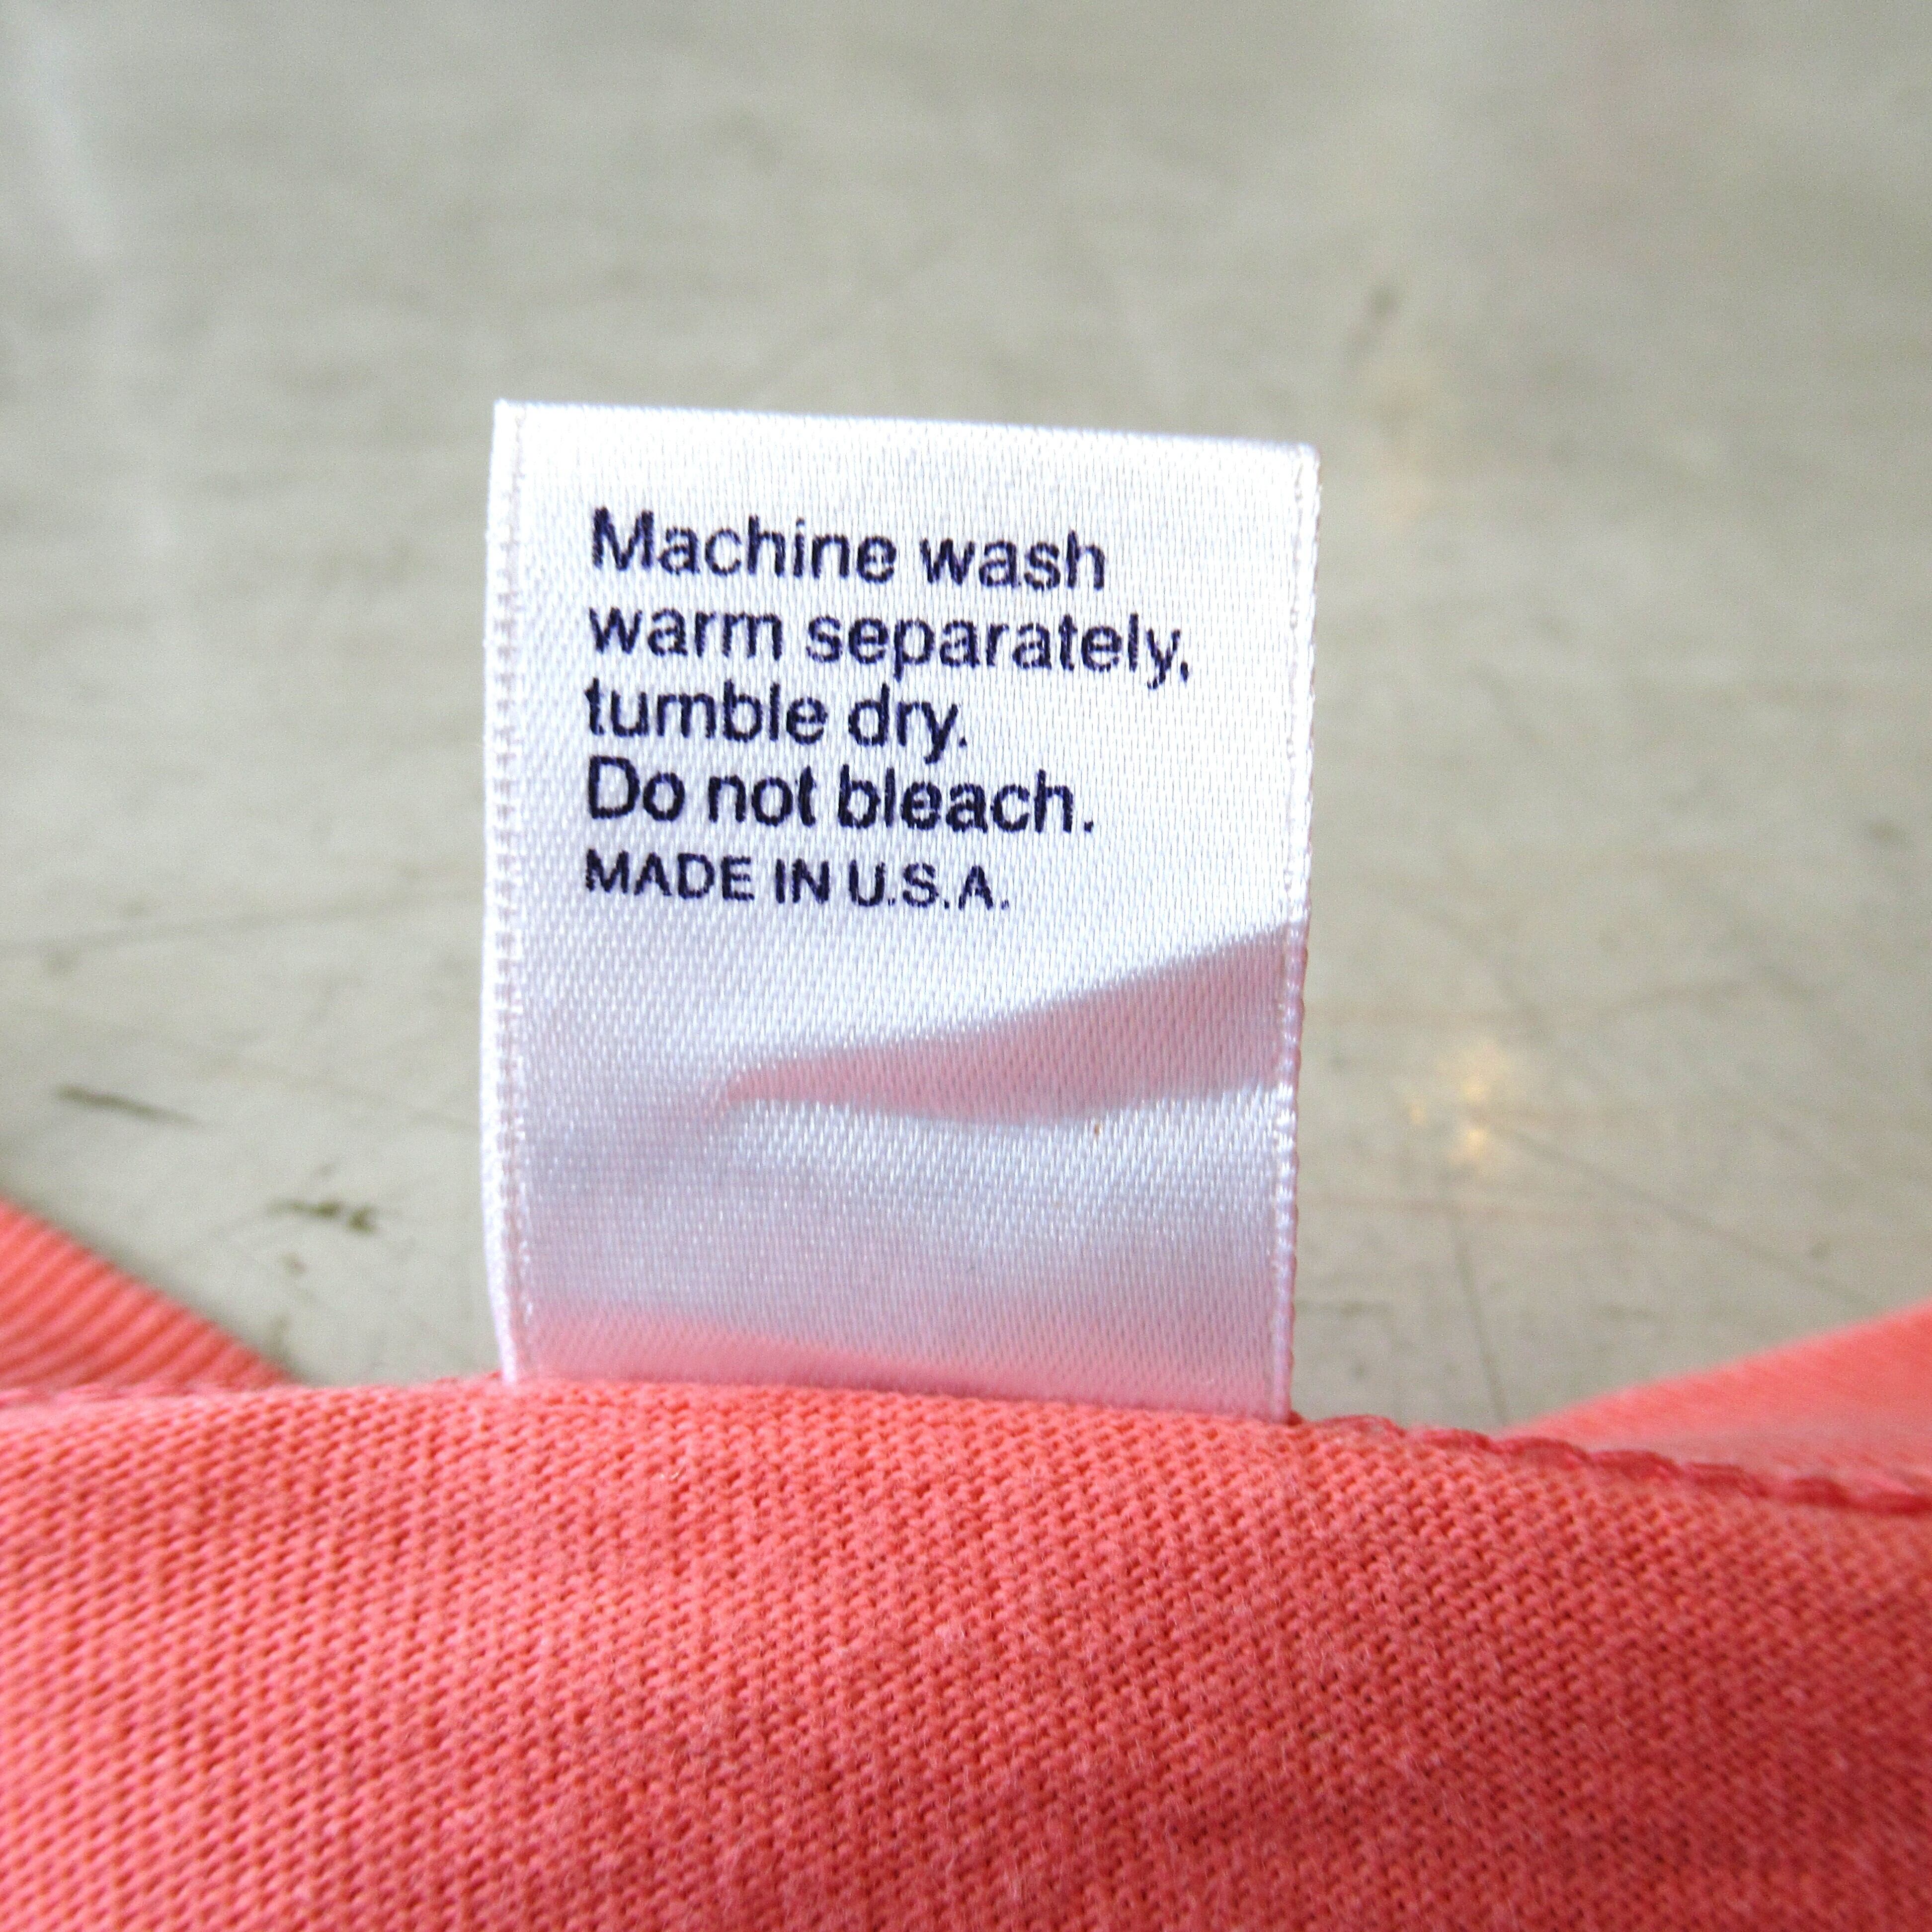 Machine wash
warm separately,
tumble dry.
Do not bleach.
MADE IN U.S.A.